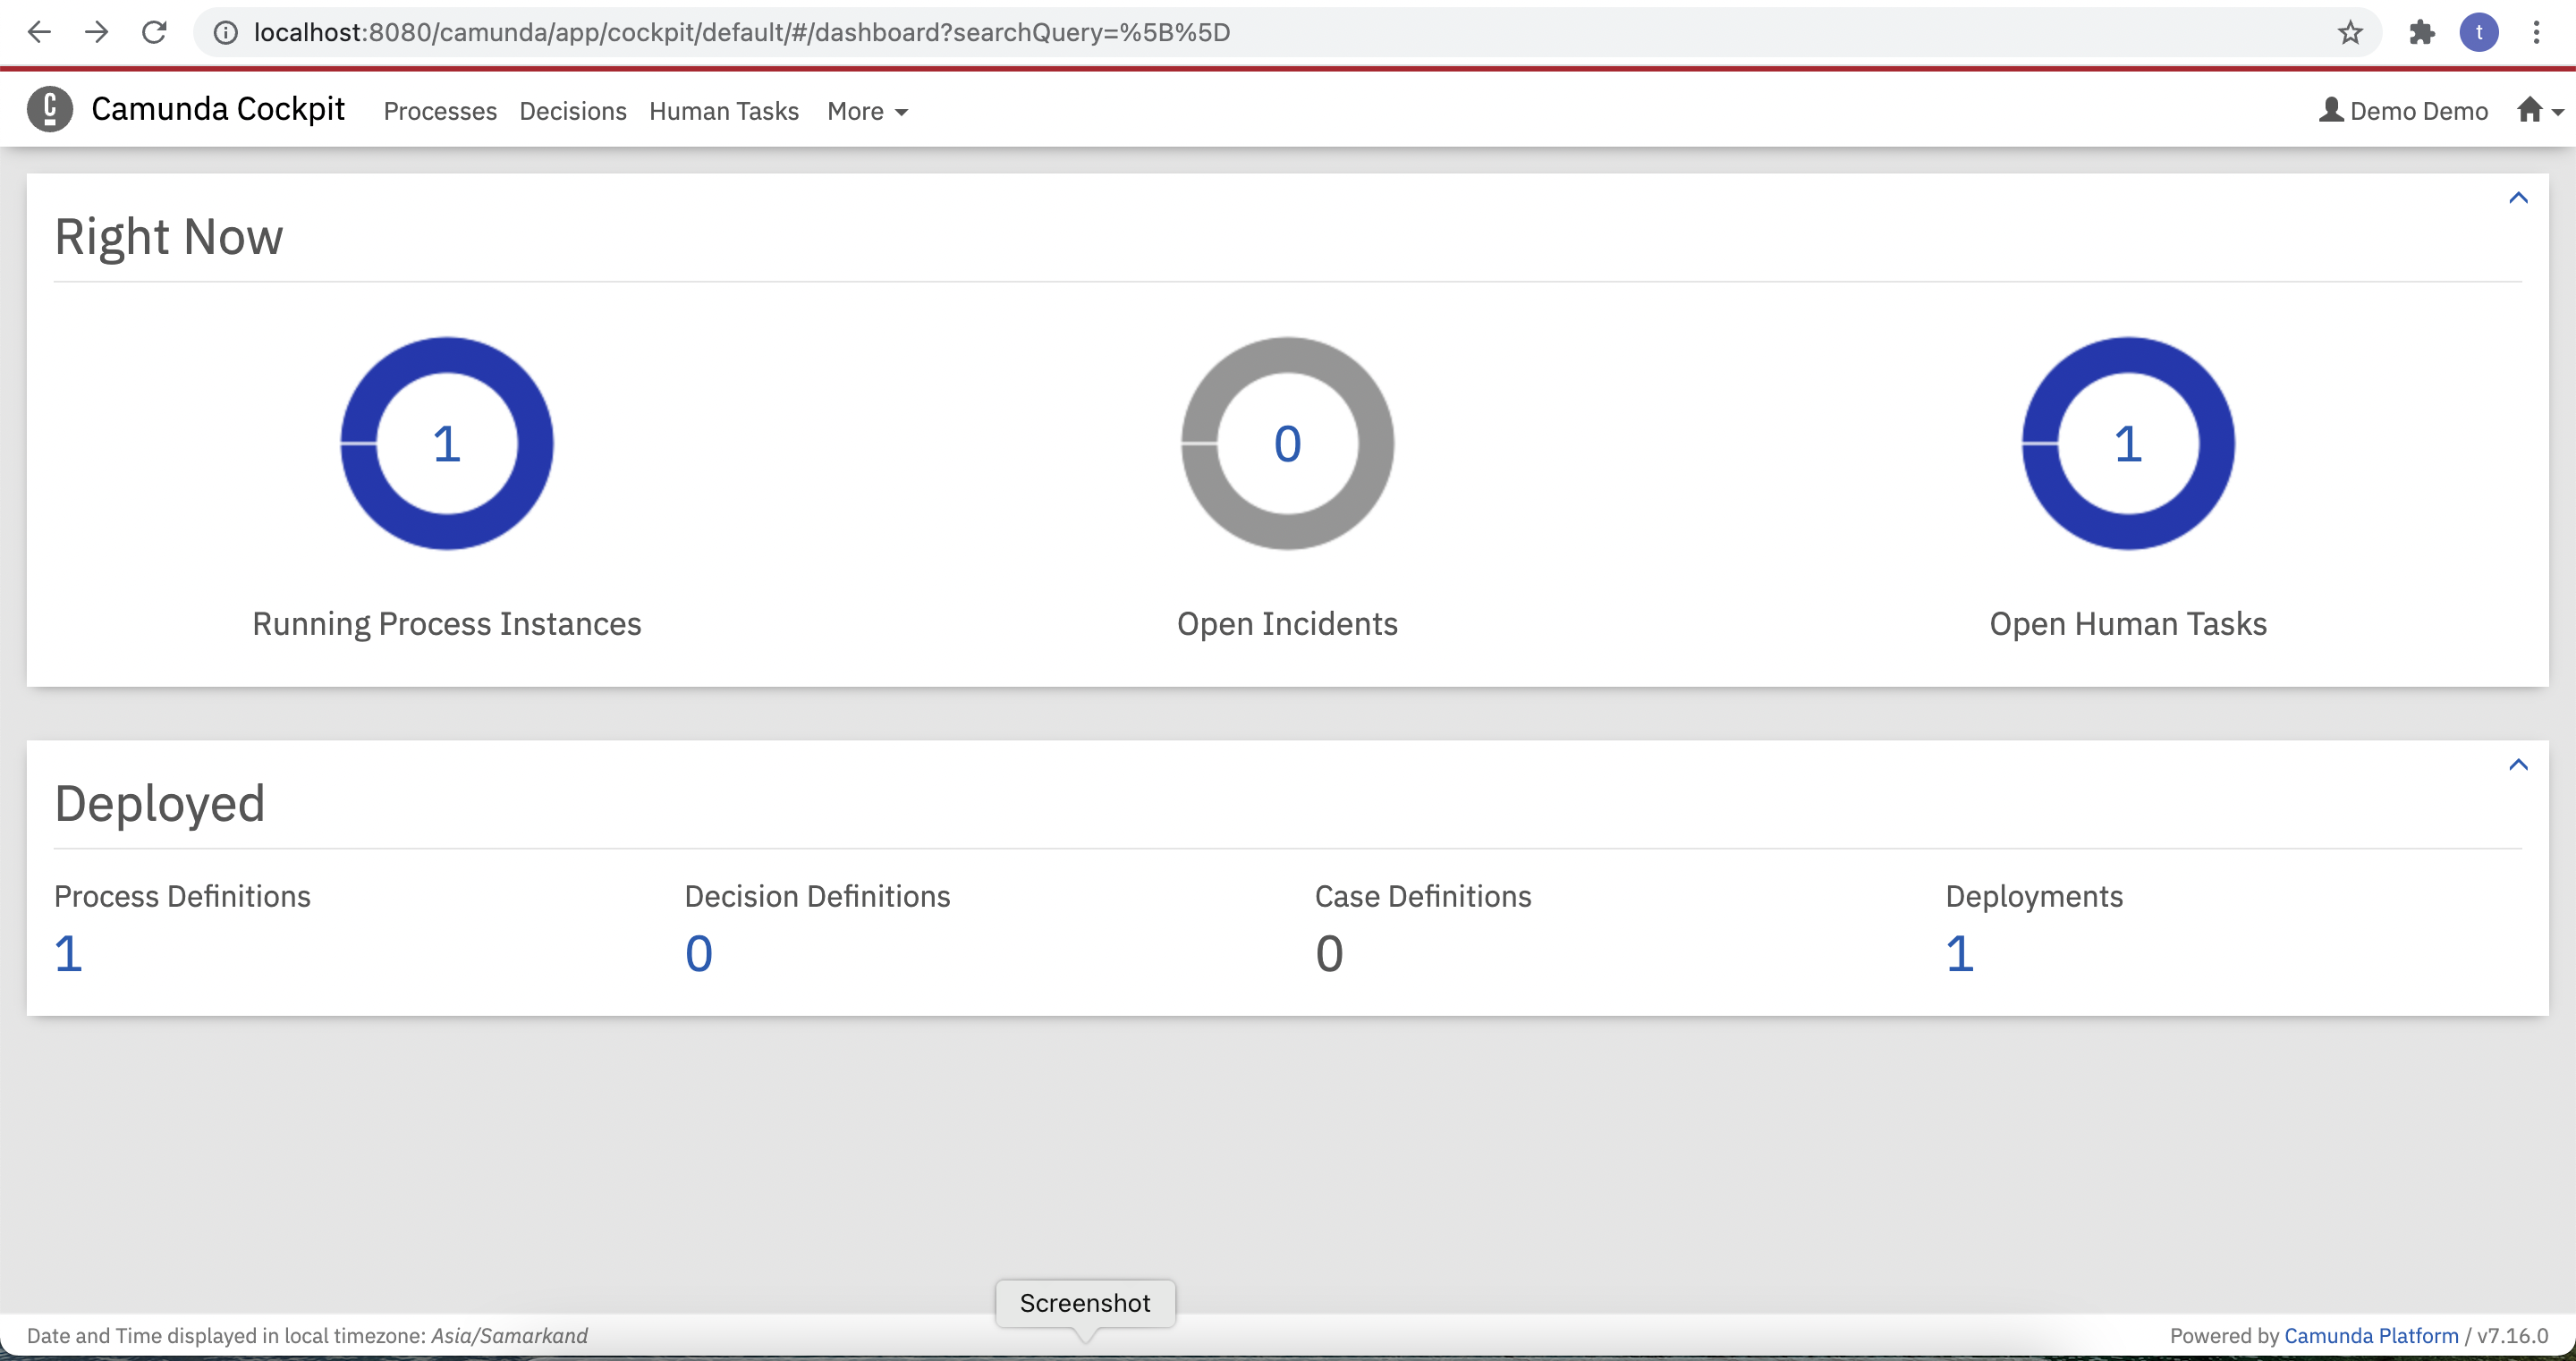 localhost:8080/camunda/app/cockpit/default/#/dashboard?searchQuery=%5B%5D
t
Camunda Cockpit Processes Decisions Human Tasks More Demo Demo
Right Now
1 0 1
Running Process Instances Open Incidents Open Human Tasks
Deployed
Process Definitions Decision Definitions Case Definitions Deployments
1 0 0 1
Screenshot
Date and Time displayed in local timezone: Asia/Samarkand Powered by Camunda Platform / v7.16.0